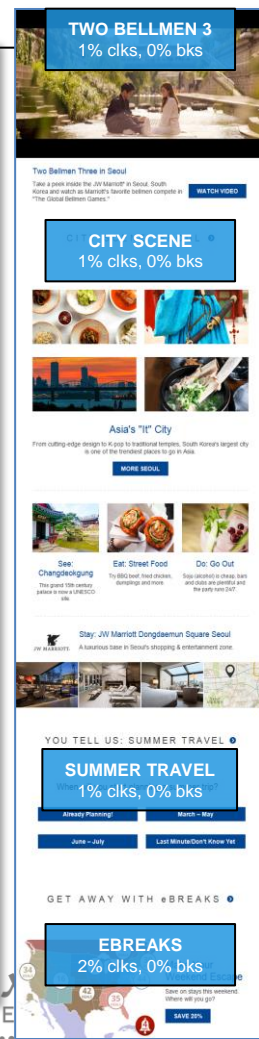 TWO BELLMEN 3
1% clks, 0% bks
Two Bellmen Three in Seoul
Take a peek inside the JW Marriott® in Seoul, South
Korea and watch as Marriott's favorite bellmen compete in
"The Global Bellmen Games."
WATCH VIDEO
CITY SCENE
1% clks, 0% bks
Asia's "It" City
From cutting-edge design to K-pop to traditional temples, South Korea's largest city
is one of the trendiest places to go in Asia.
MORE SEOUL
See:
Changdeokgung
This grand 15th century
palace is now a UNESCO
site.
Eat: Street Food
Try BBQ beef, fried chicken,
dumplings and more
Do: Go Out
Soju (alcohol) is cheap, bars
and clubs are plentiful and
the party runs 24/7
JW MARRIOTT
Stay: JW Marriott Dongdaemun Square Seoul
A luxurious base in Seoul's shopping & entertainment zone.
YOU TELL US: SUMMER TRAVEL
SUMMER TRAVEL
1% clks, 0% bks
Already Planning!
March – May
June – July
Last Minute/Don't Know Yet
GET AWAY WITH eBREAKS
EBREAKS
2% clks, 0% bks
Weekend Escape
Save on stays this weekend.
Where will you go?
SAVE 20%
34
42
35